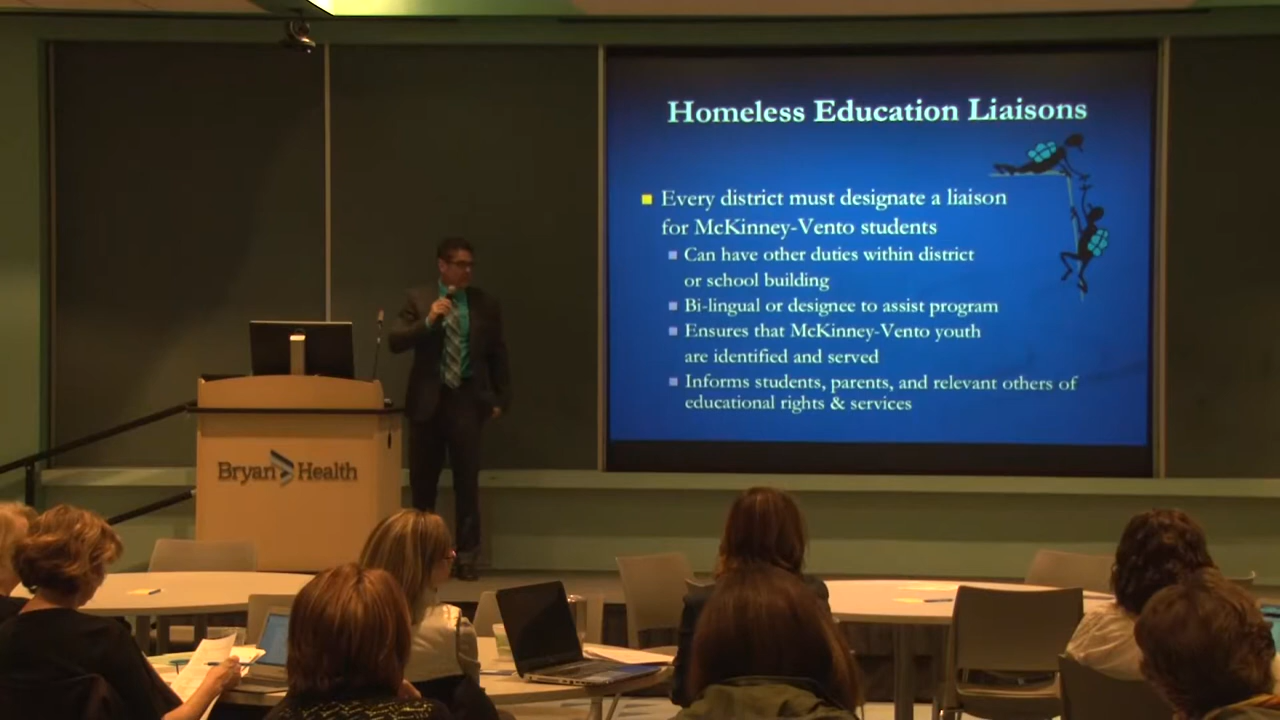 Homeless Education Liaisons
Every district must designate a liaison
for McKinney-Vento students
Can have other duties within district
or school building
Bi-lingual or designee to assist program
Ensures that McKinney-Vento youth
are identified and served
Informs students, parents, and relevant others of
educational rights & services
Bryan Health